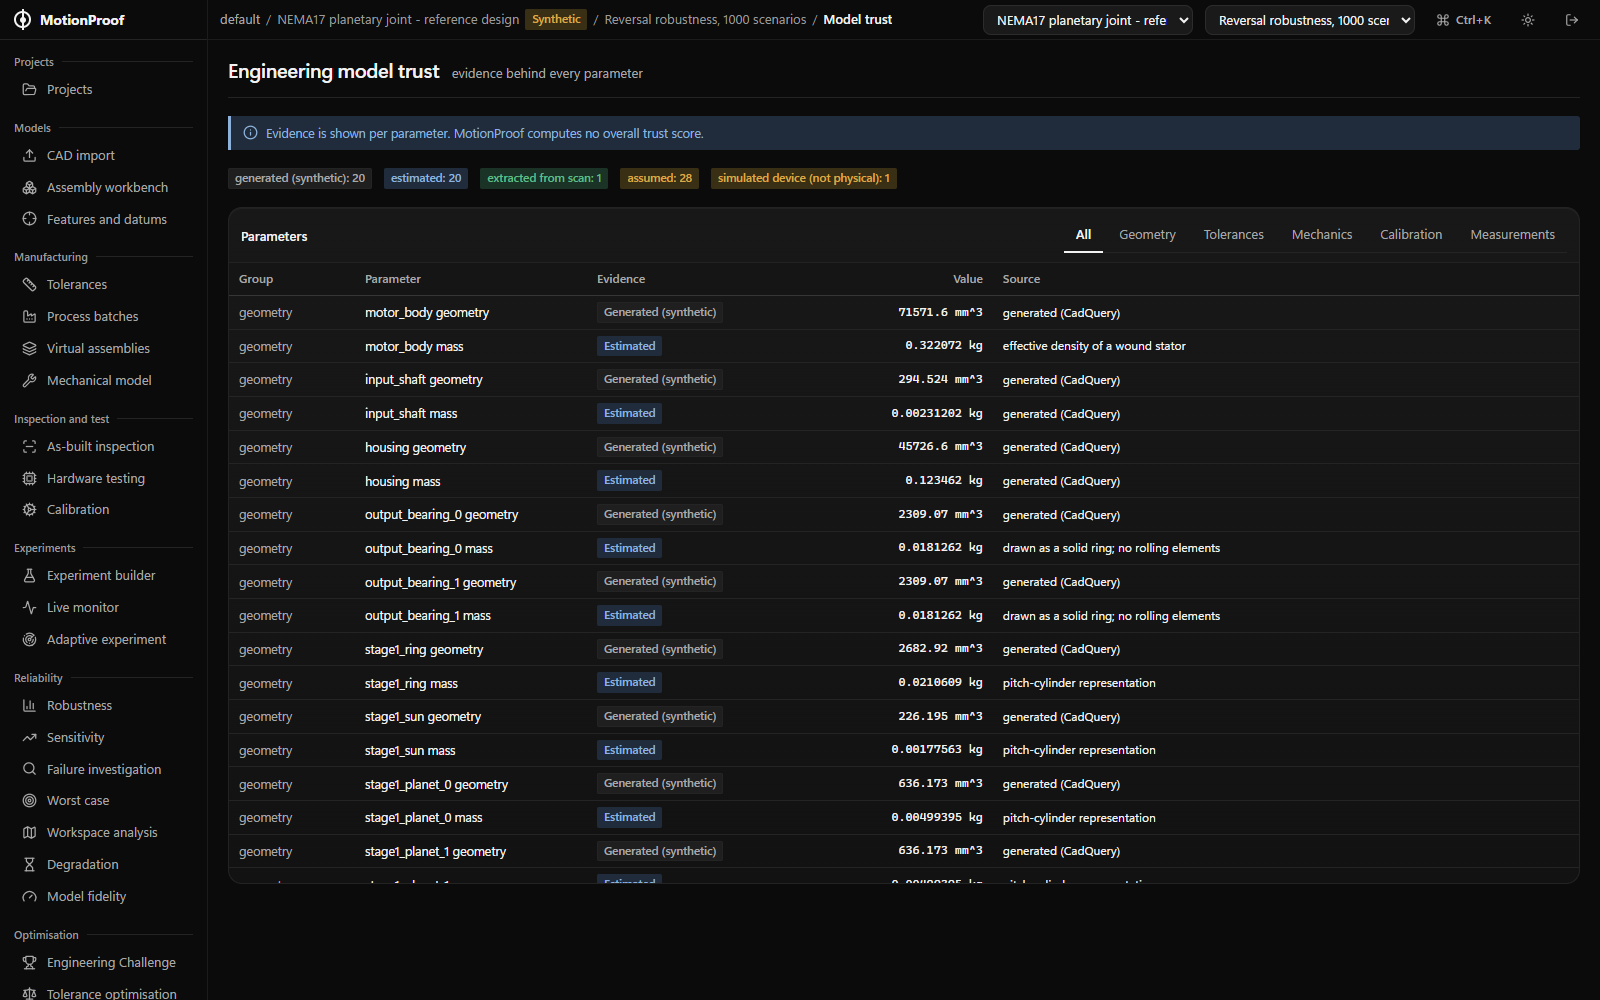 MotionProof
default / NEMA17 planetary joint - reference design Synthetic / Reversal robustness, 1000 scenarios / Model trust
NEMA17 planetary joint - refe
Reversal robustness, 1000 scer
Ctrl+K
Projects
Projects
Models
CAD import
Assembly workbench
Features and datums
Manufacturing
Tolerances
Process batches
Virtual assemblies
Mechanical model
Inspection and test
As-built inspection
Hardware testing
Calibration
Experiments
Experiment builder
Live monitor
Adaptive experiment
Reliability
Robustness
Sensitivity
Failure investigation
Worst case
Workspace analysis
Degradation
Model fidelity
Optimisation
Engineering Challenge
Tolerance optimisation
Engineering model trust evidence behind every parameter
Evidence is shown per parameter. MotionProof computes no overall trust score.
generated (synthetic): 20 estimated: 20 extracted from scan: 1 assumed: 28 simulated device (not physical): 1
Parameters
All Geometry Tolerances Mechanics Calibration Measurements
Group Parameter Evidence Value Source
geometry motor_body geometry Generated (synthetic) 71571.6 mm^3 generated (CadQuery)
geometry motor_body mass Estimated 0.322072 kg effective density of a wound stator
geometry input_shaft geometry Generated (synthetic) 294.524 mm^3 generated (CadQuery)
geometry input_shaft mass Estimated 0.00231202 kg generated (CadQuery)
geometry housing geometry Generated (synthetic) 45726.6 mm^3 generated (CadQuery)
geometry housing mass Estimated 0.123462 kg generated (CadQuery)
geometry output_bearing_0 geometry Generated (synthetic) 2309.07 mm^3 generated (CadQuery)
geometry output_bearing_0 mass Estimated 0.0181262 kg drawn as a solid ring; no rolling elements
geometry output_bearing_1 geometry Generated (synthetic) 2309.07 mm^3 generated (CadQuery)
geometry output_bearing_1 mass Estimated 0.0181262 kg drawn as a solid ring; no rolling elements
geometry stage1_ring geometry Generated (synthetic) 2682.92 mm^3 generated (CadQuery)
geometry stage1_ring mass Estimated 0.0210609 kg pitch-cylinder representation
geometry stage1_sun geometry Generated (synthetic) 226.195 mm^3 generated (CadQuery)
geometry stage1_sun mass Estimated 0.00177563 kg pitch-cylinder representation
geometry stage1_planet_0 geometry Generated (synthetic) 636.173 mm^3 generated (CadQuery)
geometry stage1_planet_0 mass Estimated 0.00499395 kg pitch-cylinder representation
geometry stage1_planet_1 geometry Generated (synthetic) 636.173 mm^3 generated (CadQuery)